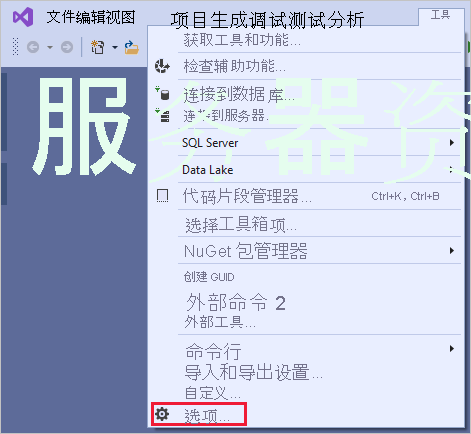 文件编辑视图 项目生成调试测试分析 工具
获取工具和功能...
检查辅助功能...
连接到数据库...
连接到服务器
SQL Server
Data Lake
代码片段管理器... Ctrl+K，Ctrl+B
选择工具箱项...
NuGet 包管理器
创建 GUID
外部命令 2
外部工具...
命令行
导入和导出设置...
自定义...
选项...
服务器资